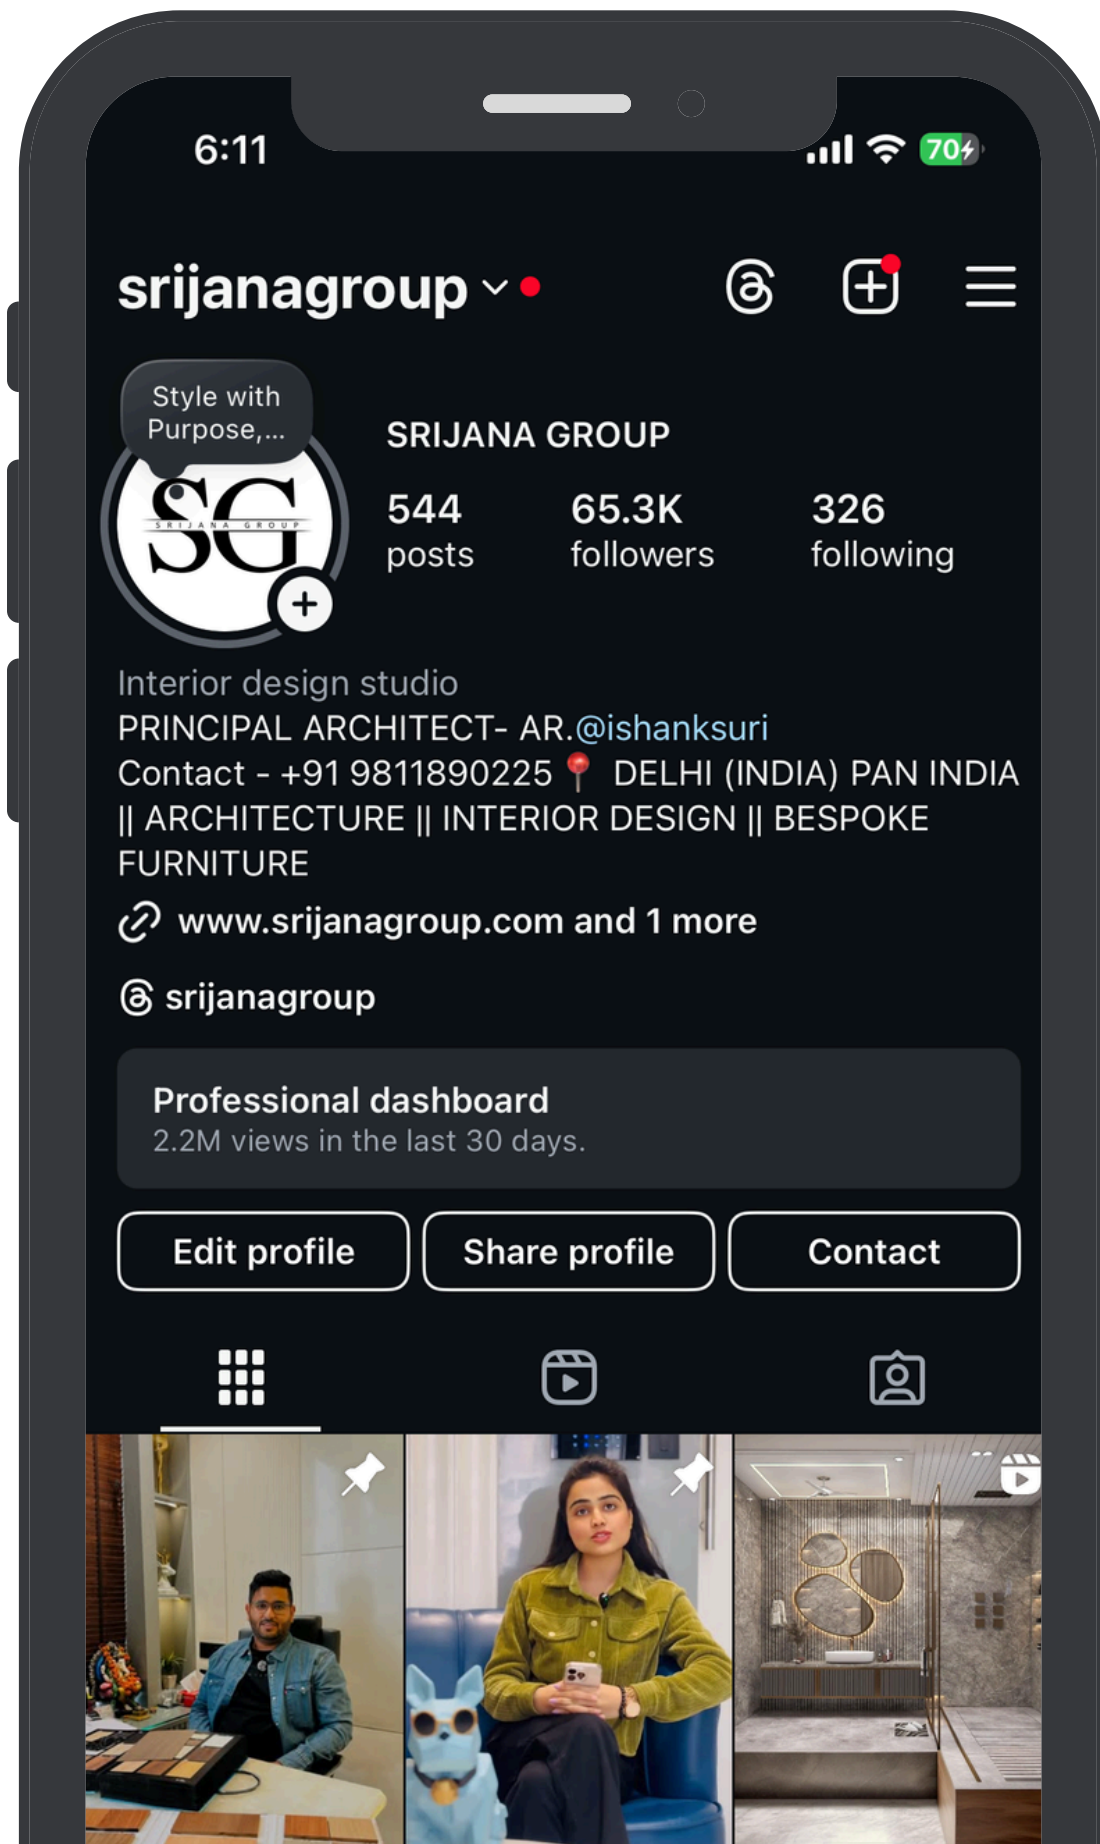 6:11
70
srijanagroup
Style with
Purpose,...
SRIJANA GROUP
SG
SRIJANA GROUP
544
posts
65.3K
followers
326
following
Interior design studio
PRINCIPAL ARCHITECT- AR.@ishanksuri
Contact - +91 9811890225📍 DELHI (INDIA) PAN INDIA
|| ARCHITECTURE || INTERIOR DESIGN || BESPOKE
FURNITURE
www.srijanagroup.com and 1 more
srijanagroup
Professional dashboard
2.2M views in the last 30 days.
Edit profile
Share profile
Contact